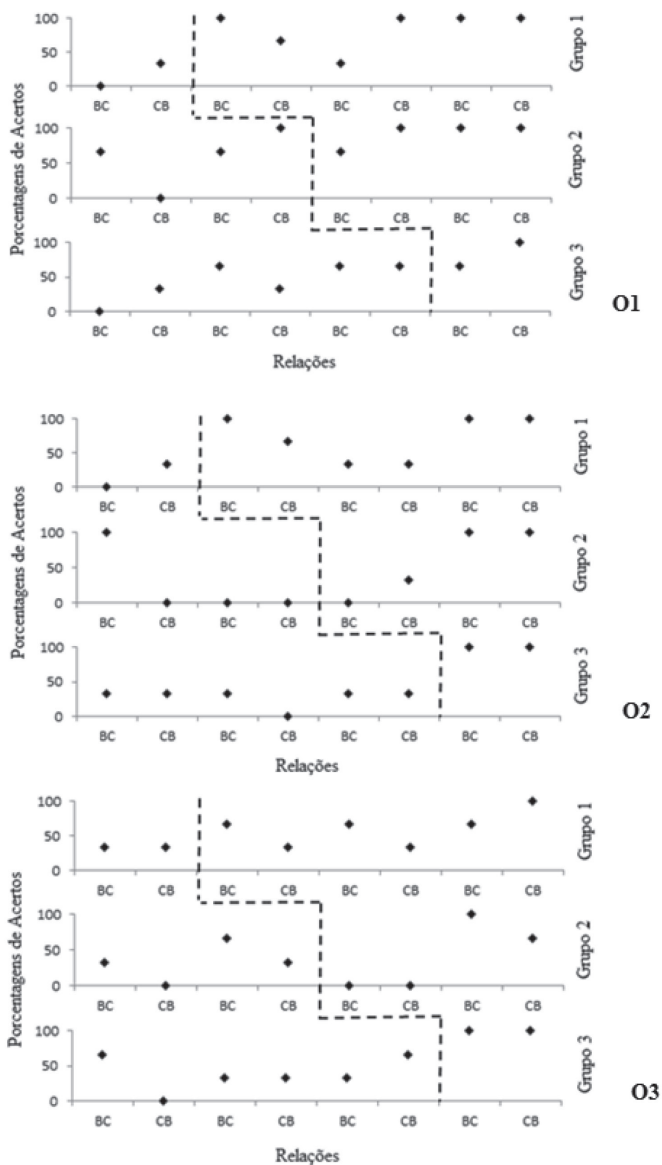 Porcentagens de Acertos
100
50
0
BC CB BC CB BC CB BC CB
Grupo 1
100
50
0
BC CB BC CB BC CB BC CB
Grupo 2
100
50
0
BC CB BC CB BC CB BC CB
Grupo 3
Relações
O1
Porcentagens de Acertos
100
50
0
BC CB BC CB BC CB BC CB
Grupo 1
100
50
0
BC CB BC CB BC CB BC CB
Grupo 2
100
50
0
BC CB BC CB BC CB BC CB
Grupo 3
Relações
O2
Porcentagens de Acertos
100
50
0
BC CB BC CB BC CB BC CB
Grupo 1
100
50
0
BC CB BC CB BC CB BC CB
Grupo 2
100
50
0
BC CB BC CB BC CB BC CB
Grupo 3
Relações
O3